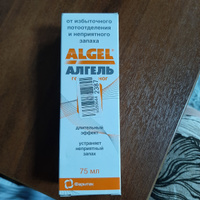 от избыточного
потоотделения
и неприятного
запаха
ALGEL®
АЛГЕЛЬ
длительный
эффект
устраняет
неприятный
запах
75 мл